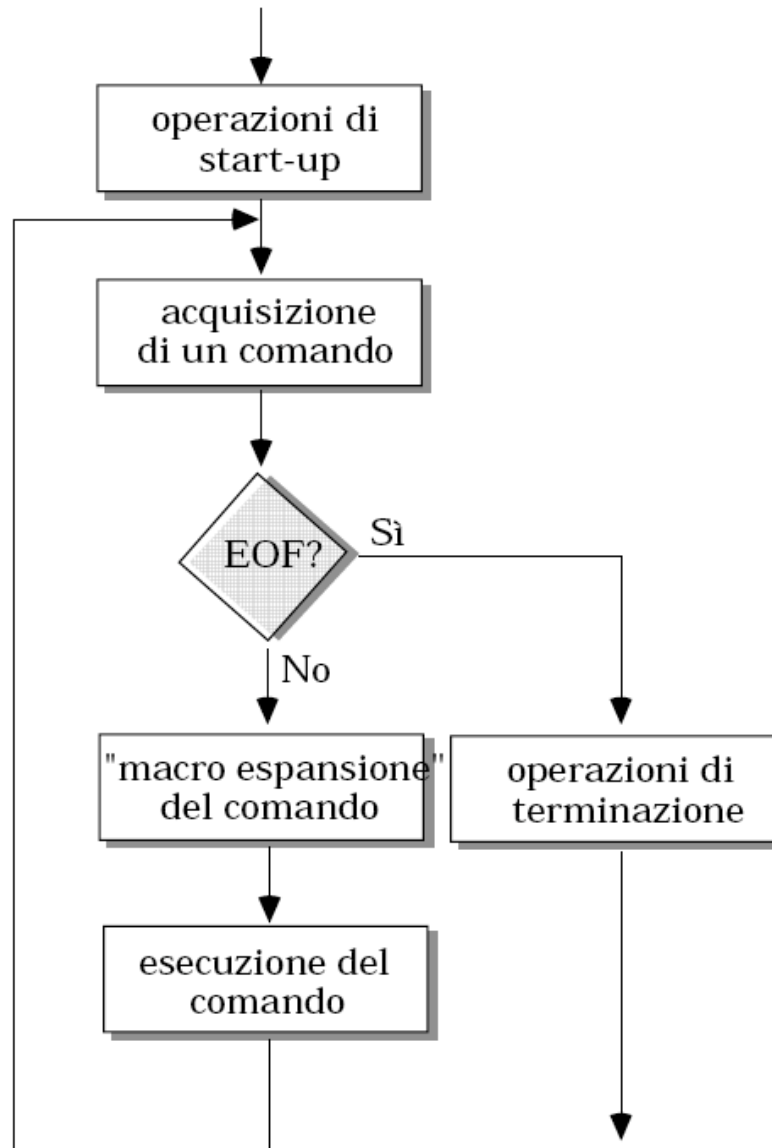 operazioni di
start-up
acquisizione
di un comando
EOF?
Sì
No
"macro espansione"
del comando
operazioni di
terminazione
esecuzione del
comando